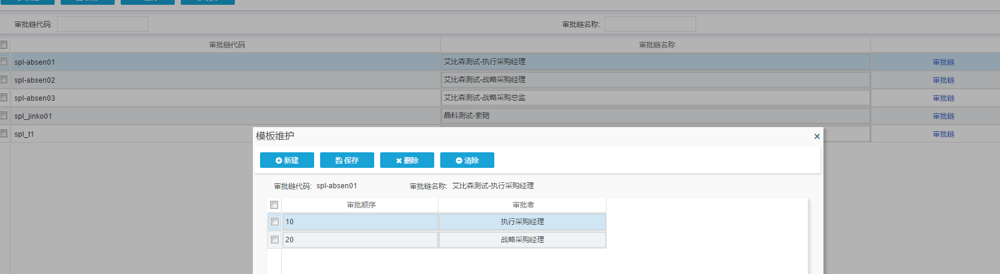 审批链代码: 审批链名称:
审批链代码 审批链名称
spl-absen01 艾比森测试-执行采购经理 审批链
spl-absen02 艾比森测试-战略采购经理 审批链
spl-absen03 艾比森测试-战略采购总监 审批链
spl_jinko01 晶科测试-索赔 审批链
spl_t1 审批链
模板维护 ×
新建 保存 删除 清除
审批链代码: spl-absen01 审批链名称: 艾比森测试-执行采购经理
审批顺序 审批者
10 执行采购经理
20 战略采购经理